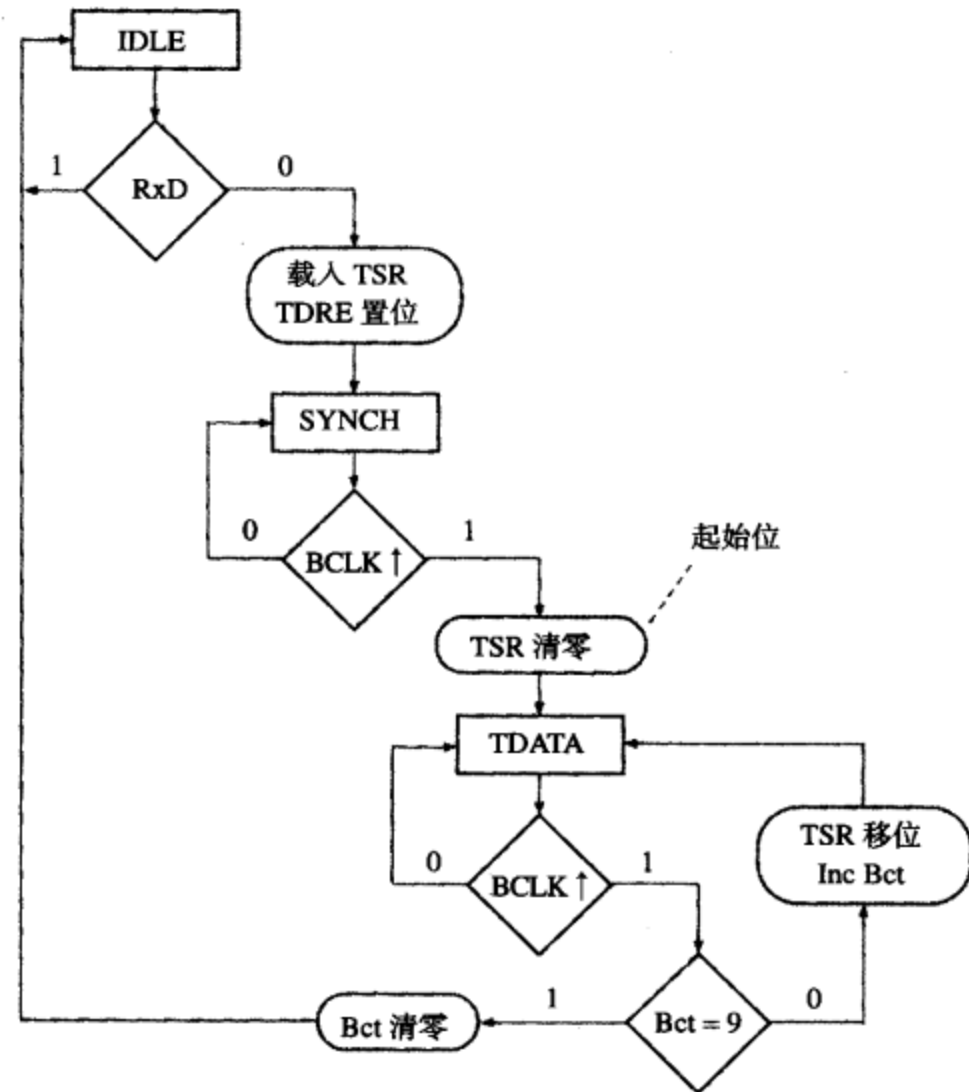 IDLE
1
RxD
0
载入 TSR
TDRE 置位
SYNCH
0
BCLK ↑
1
起始位
TSR 清零
TDATA
0
BCLK ↑
1
TSR 移位
Inc Bct
Bct 清零
1
Bct = 9
0